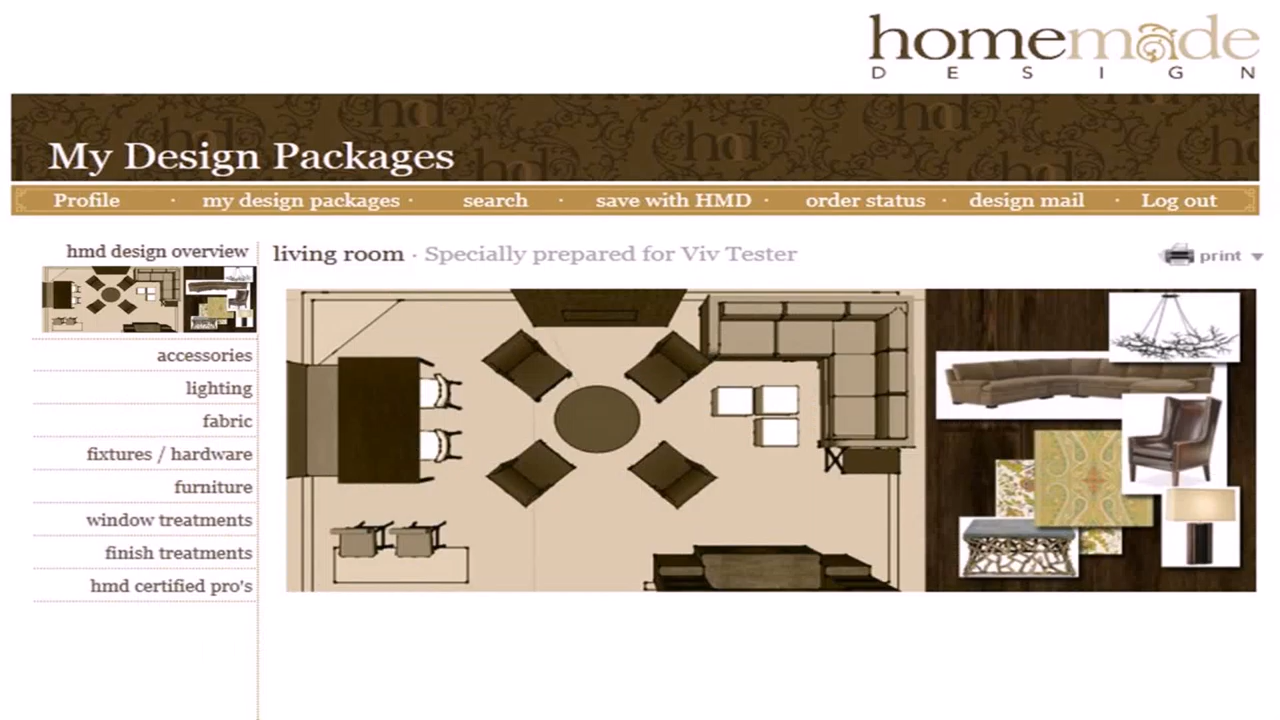 homemade
DESIGN
My Design Packages
Profile · my design packages · search · save with HMD · order status · design mail · Log out
hmd design overview
living room · Specially prepared for Viv Tester
print
accessories
lighting
fabric
fixtures / hardware
furniture
window treatments
finish treatments
hmd certified pro's